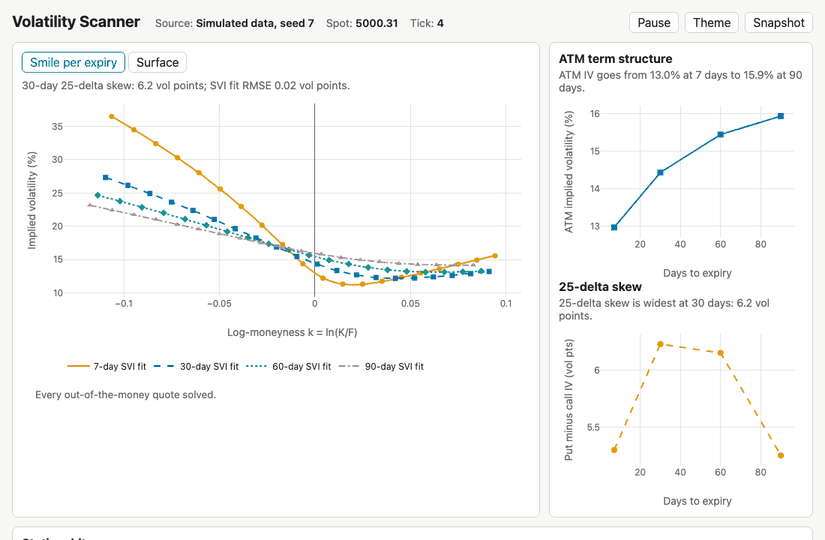 Volatility Scanner
Source: Simulated data, seed 7 Spot: 5000.31 Tick: 4
Pause Theme Snapshot
Smile per expiry Surface
30-day 25-delta skew: 6.2 vol points; SVI fit RMSE 0.02 vol points.
Implied volatility (%)
35
30
25
20
15
10
−0.1 −0.05 0 0.05 0.1
Log-moneyness k = ln(K/F)
7-day SVI fit 30-day SVI fit 60-day SVI fit 90-day SVI fit
Every out-of-the-money quote solved.
ATM term structure
ATM IV goes from 13.0% at 7 days to 15.9% at 90
days.
ATM implied volatility (%)
16
15
14
13
20 40 60 80
Days to expiry
25-delta skew
25-delta skew is widest at 30 days: 6.2 vol
points.
Put minus call IV (vol pts)
6
5.5
20 40 60 80
Days to expiry